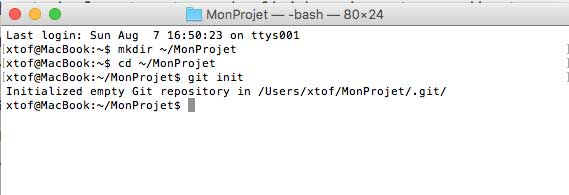 MonProjet — -bash — 80×24
Last login: Sun Aug  7 16:50:23 on ttys001
[xtof@MacBook:~$ mkdir ~/MonProjet ]
[xtof@MacBook:~$ cd ~/MonProjet ]
[xtof@MacBook:~/MonProjet$ git init ]
Initialized empty Git repository in /Users/xtof/MonProjet/.git/
xtof@MacBook:~/MonProjet$